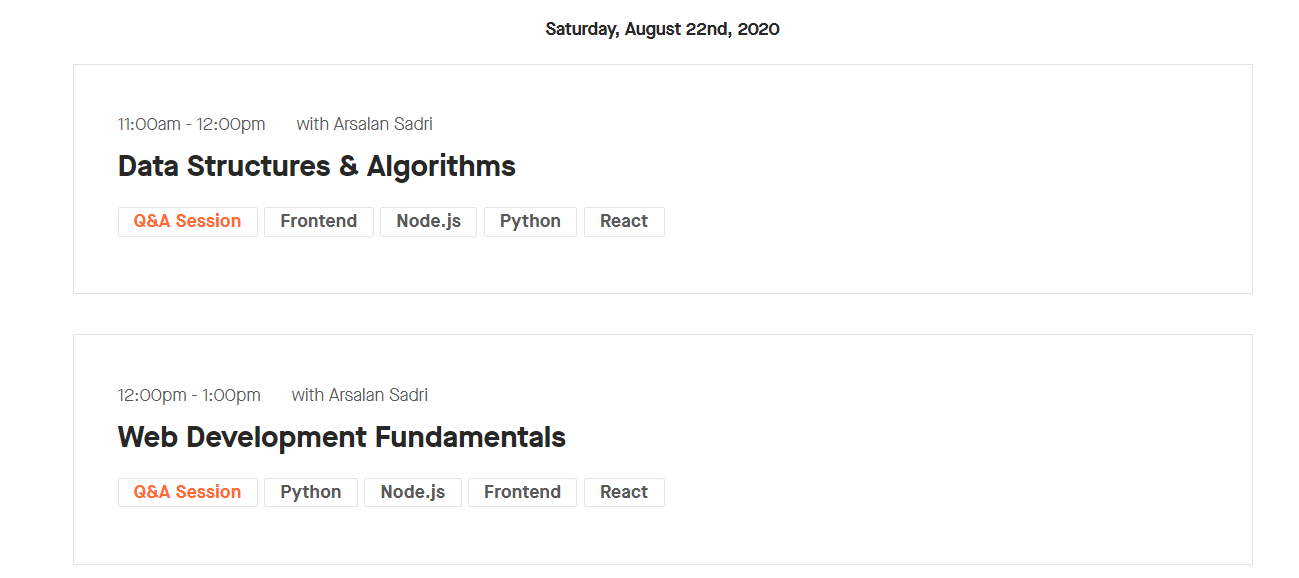 Saturday, August 22nd, 2020
11:00am - 12:00pm with Arsalan Sadri
Data Structures & Algorithms
Q&A Session Frontend Node.js Python React
12:00pm - 1:00pm with Arsalan Sadri
Web Development Fundamentals
Q&A Session Python Node.js Frontend React